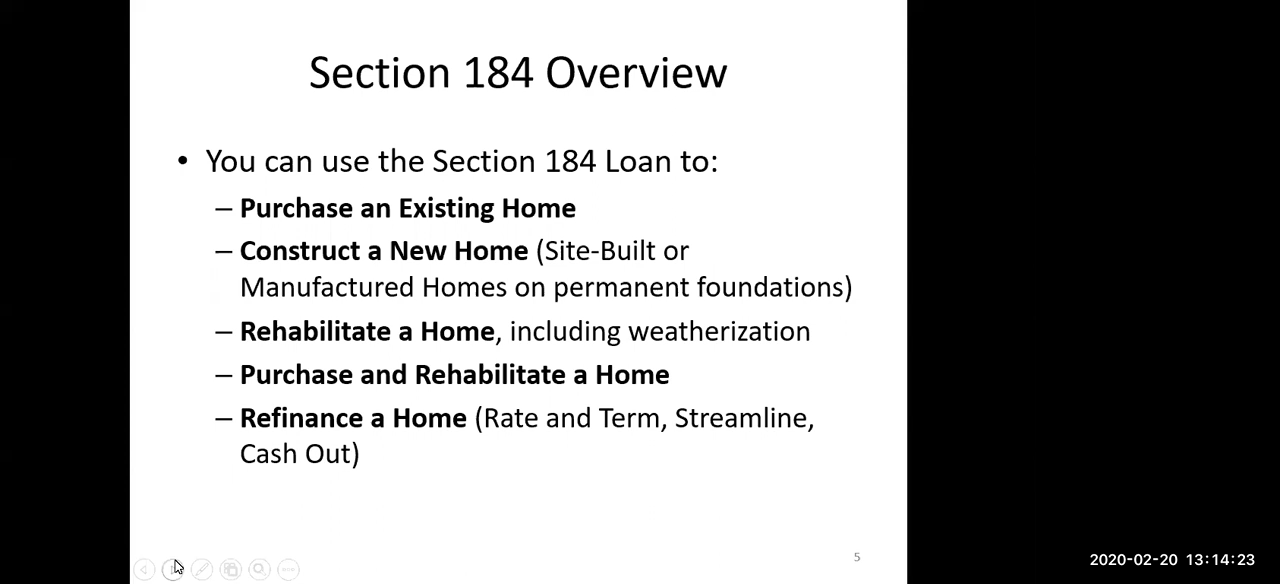 Section 184 Overview
• You can use the Section 184 Loan to:
– Purchase an Existing Home
– Construct a New Home (Site-Built or
Manufactured Homes on permanent foundations)
– Rehabilitate a Home, including weatherization
– Purchase and Rehabilitate a Home
– Refinance a Home (Rate and Term, Streamline,
Cash Out)
5
2020-02-20 13:14:23